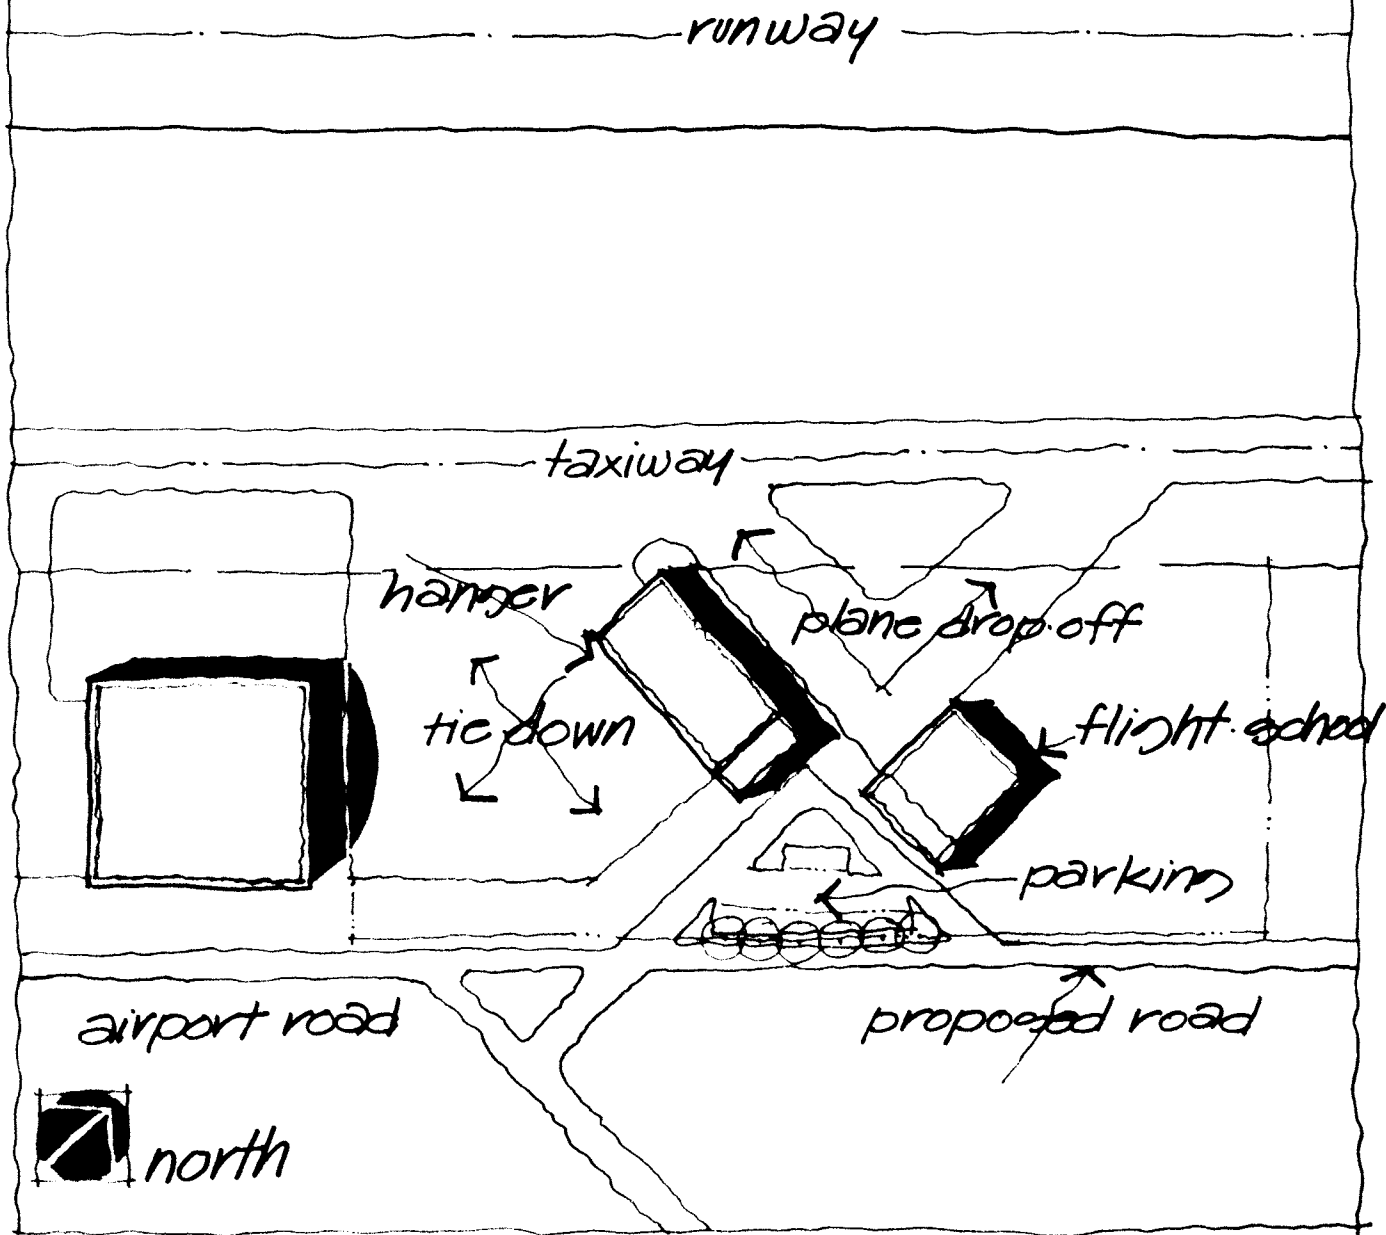 runway
taxiway
hanger
plane drop.off
tie down
flight.school
parking
airport road
proposed road
north